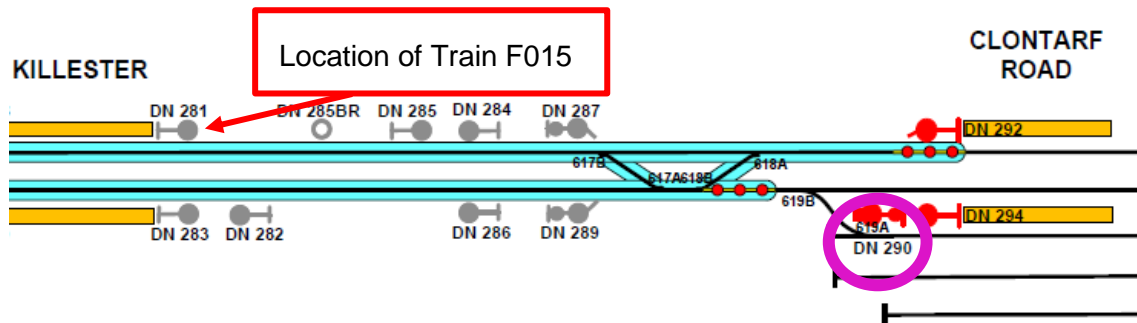 Location of Train F015
KILLESTER
CLONTARF
ROAD
DN 281
DN 285BR
DN 285
DN 284
DN 287
DN 292
617B
618A
617A
618B
619B
DN 283
DN 282
DN 286
DN 289
619A
DN 290
DN 294